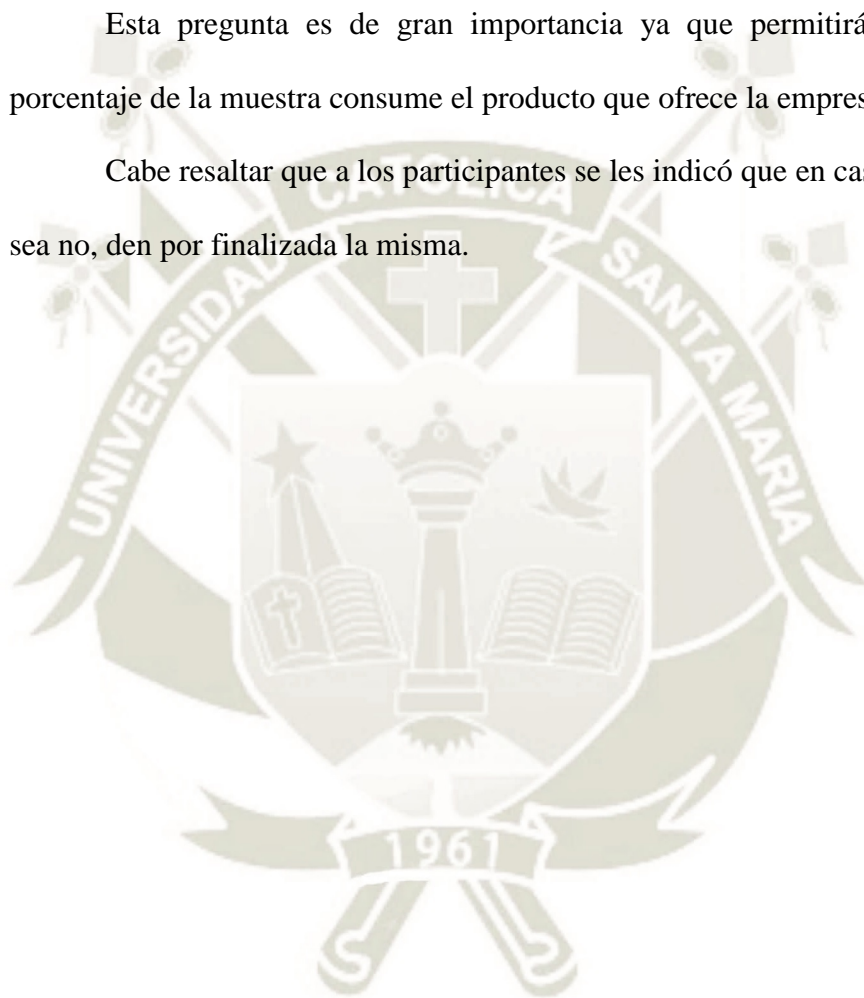 Esta pregunta es de gran importancia ya que permitirá
porcentaje de la muestra consume el producto que ofrece la
Cabe resaltar que a los participantes se les indicó que en
sea no, den por finalizada la misma.
UNIVERSIDAD CATOLICA SANTA MARIA
1961